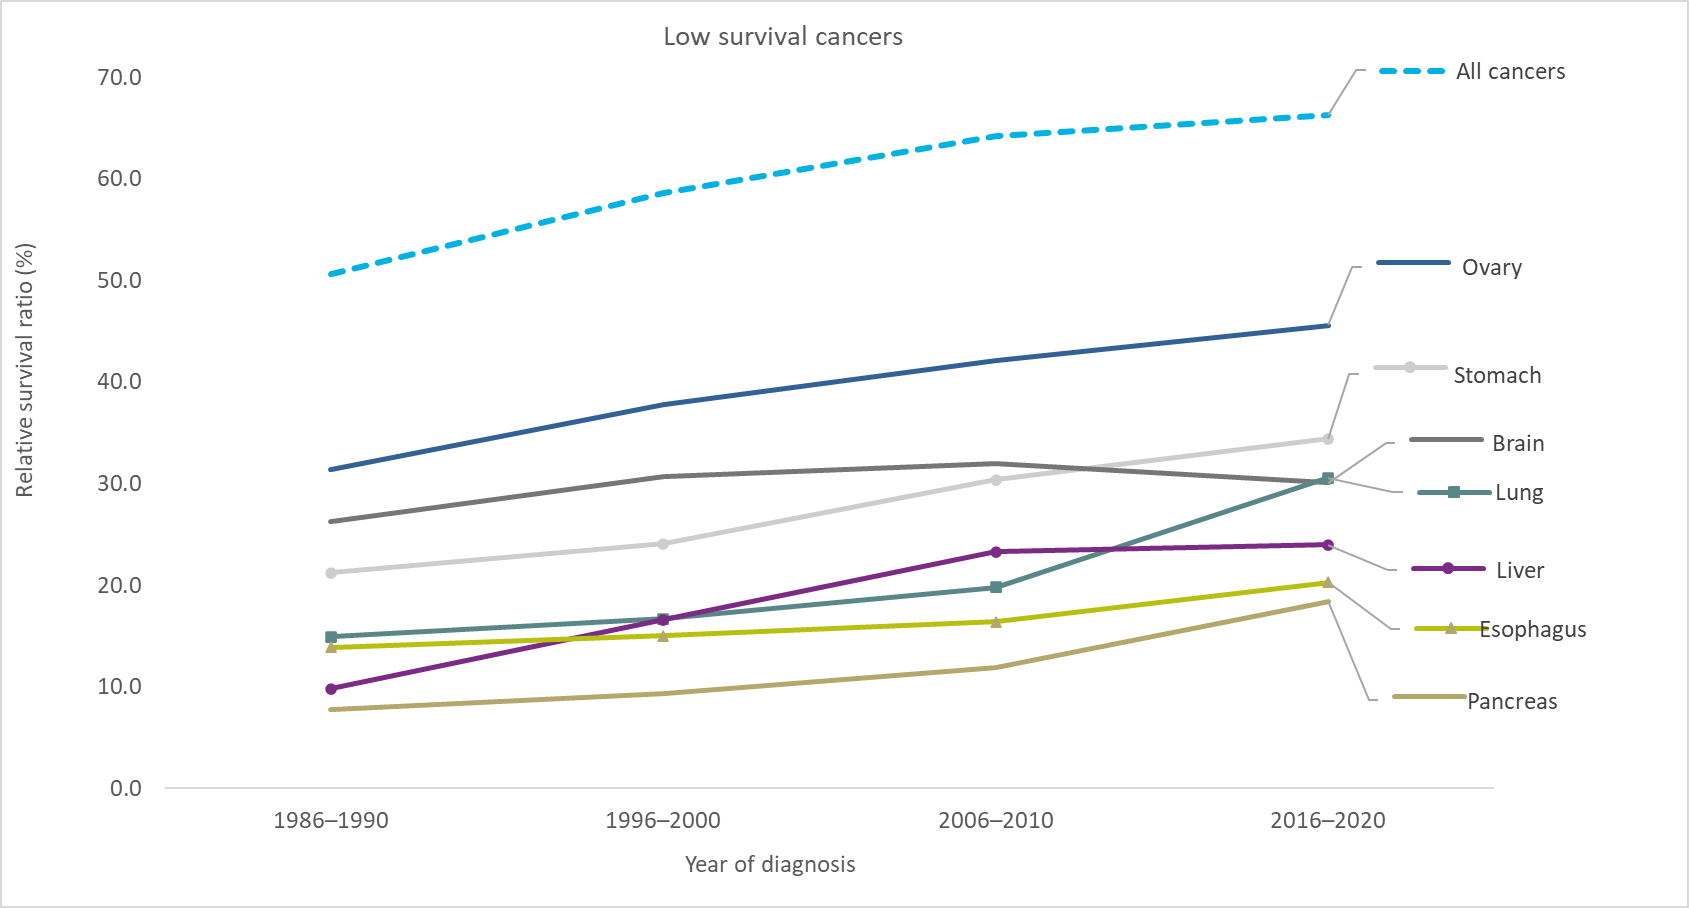 Low survival cancers
70.0
60.0
50.0
40.0
30.0
20.0
10.0
0.0
Relative survival ratio (%)
All cancers
Ovary
Stomach
Brain
Lung
Liver
Esophagus
Pancreas
1986–1990
1996–2000
2006–2010
2016–2020
Year of diagnosis